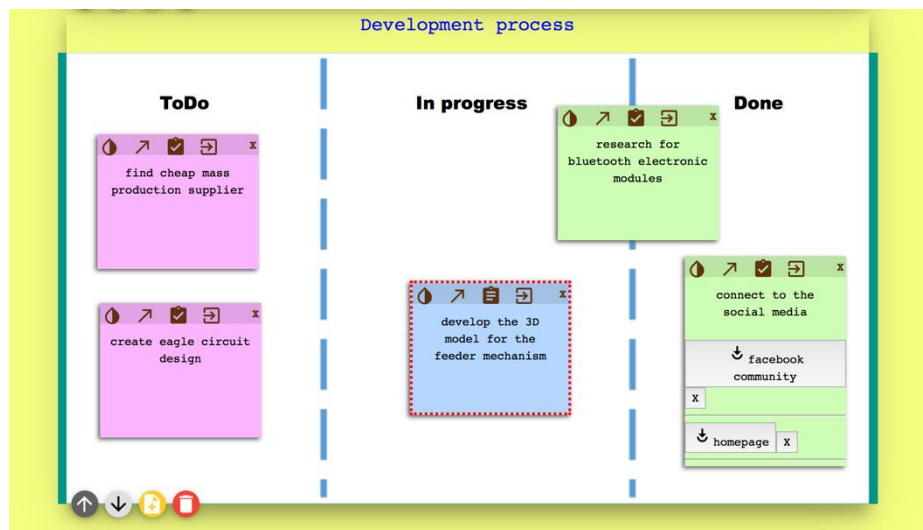 Development process
ToDo
In progress
Done
x
find cheap mass
production supplier
x
research for
bluetooth electronic
modules
x
create eagle circuit
design
x
develop the 3D
model for the
feeder mechanism
x
connect to the
social media
facebook
community
x
homepage x